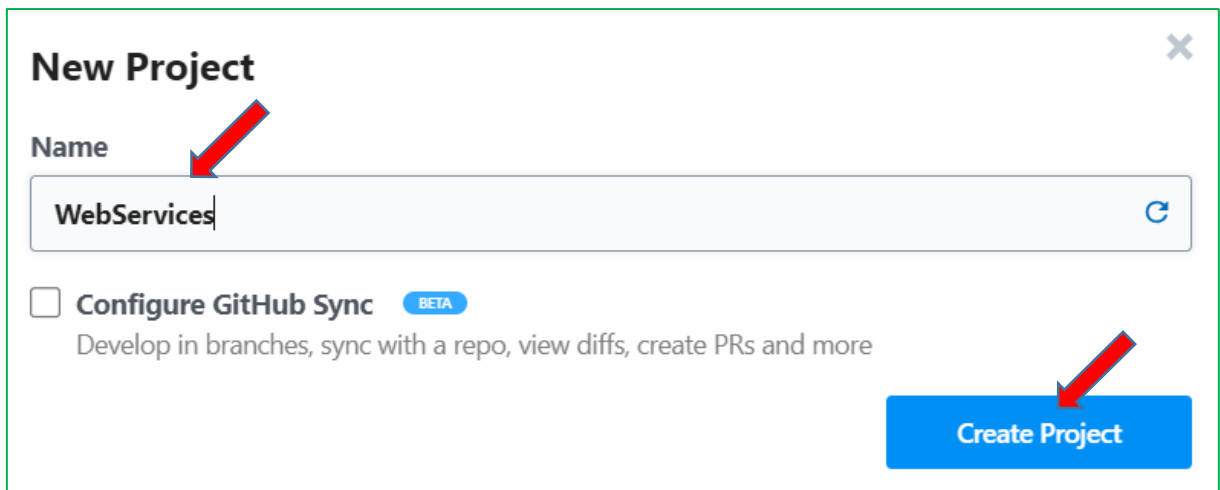 New Project
Name
WebServices
Configure GitHub Sync BETA
Develop in branches, sync with a repo, view diffs, create PRs and more
Create Project